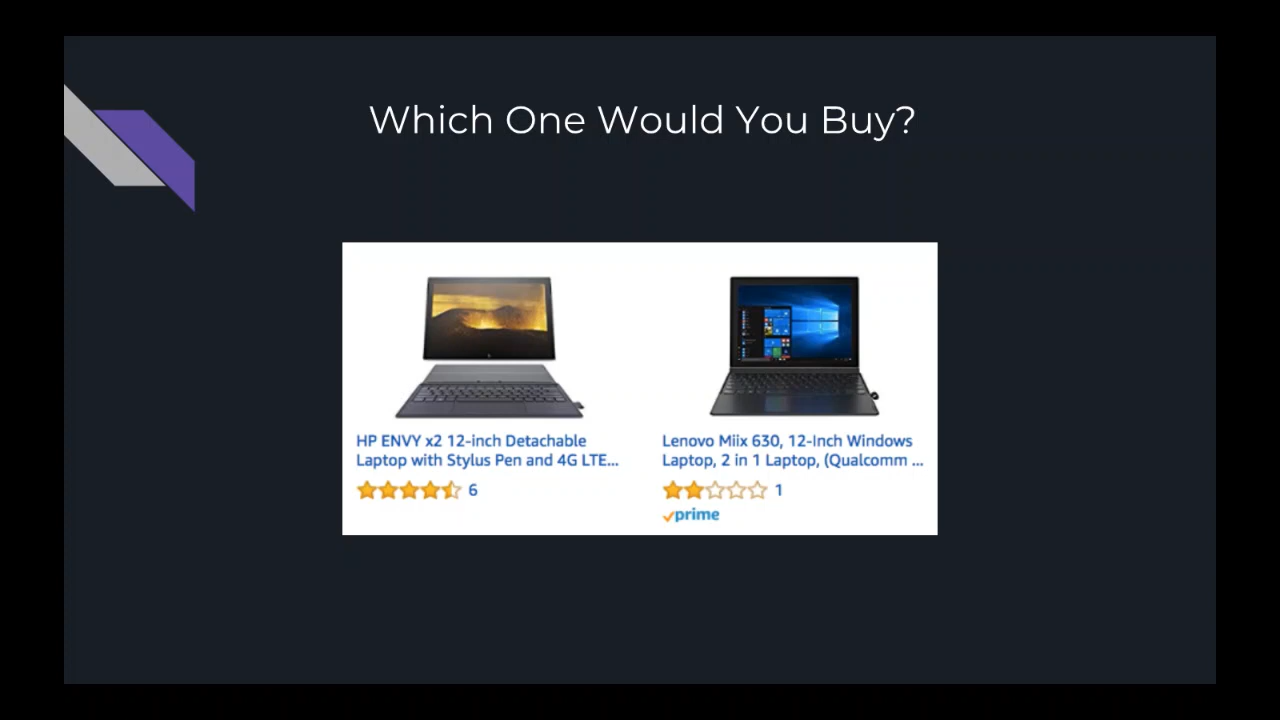 Which One Would You Buy?
HP ENVY x2 12-inch Detachable
Laptop with Stylus Pen and 4G LTE...
6
Lenovo Miix 630, 12-Inch Windows
Laptop, 2 in 1 Laptop, (Qualcomm ...
1
prime